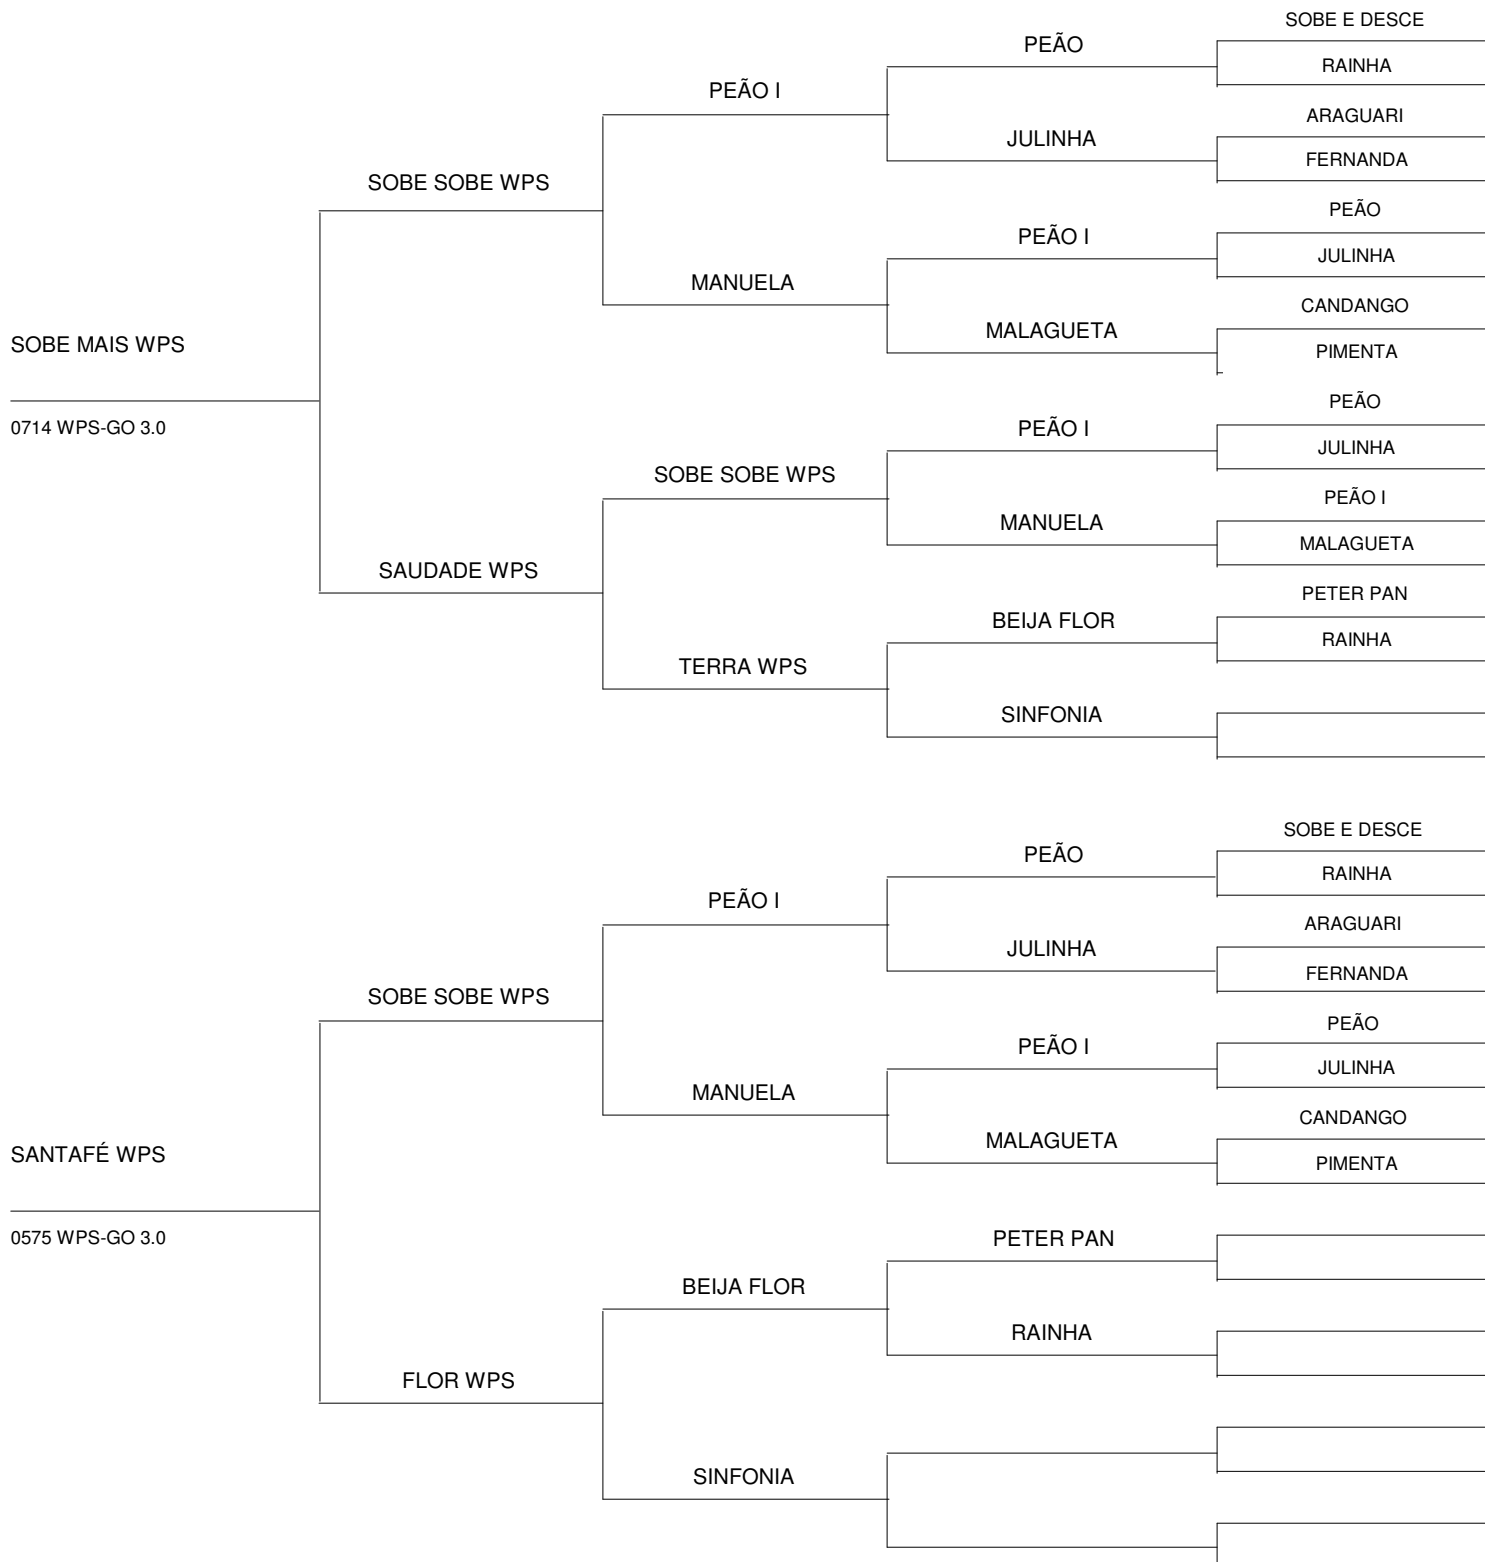 SOBE E DESCE
PEÃO
RAINHA
PEÃO I
ARAGUARI
JULINHA
FERNANDA
SOBE SOBE WPS
PEÃO
PEÃO I
JULINHA
MANUELA
CANDANGO
MALAGUETA
SOBE MAIS WPS
PIMENTA
PEÃO
0714 WPS-GO 3.0
PEÃO I
JULINHA
SOBE SOBE WPS
PEÃO I
MANUELA
MALAGUETA
SAUDADE WPS
PETER PAN
BEIJA FLOR
RAINHA
TERRA WPS
SINFONIA
SOBE E DESCE
PEÃO
RAINHA
PEÃO I
ARAGUARI
JULINHA
FERNANDA
SOBE SOBE WPS
PEÃO
PEÃO I
JULINHA
MANUELA
CANDANGO
MALAGUETA
SANTAFÉ WPS
PIMENTA
0575 WPS-GO 3.0
PETER PAN
BEIJA FLOR
RAINHA
FLOR WPS
SINFONIA